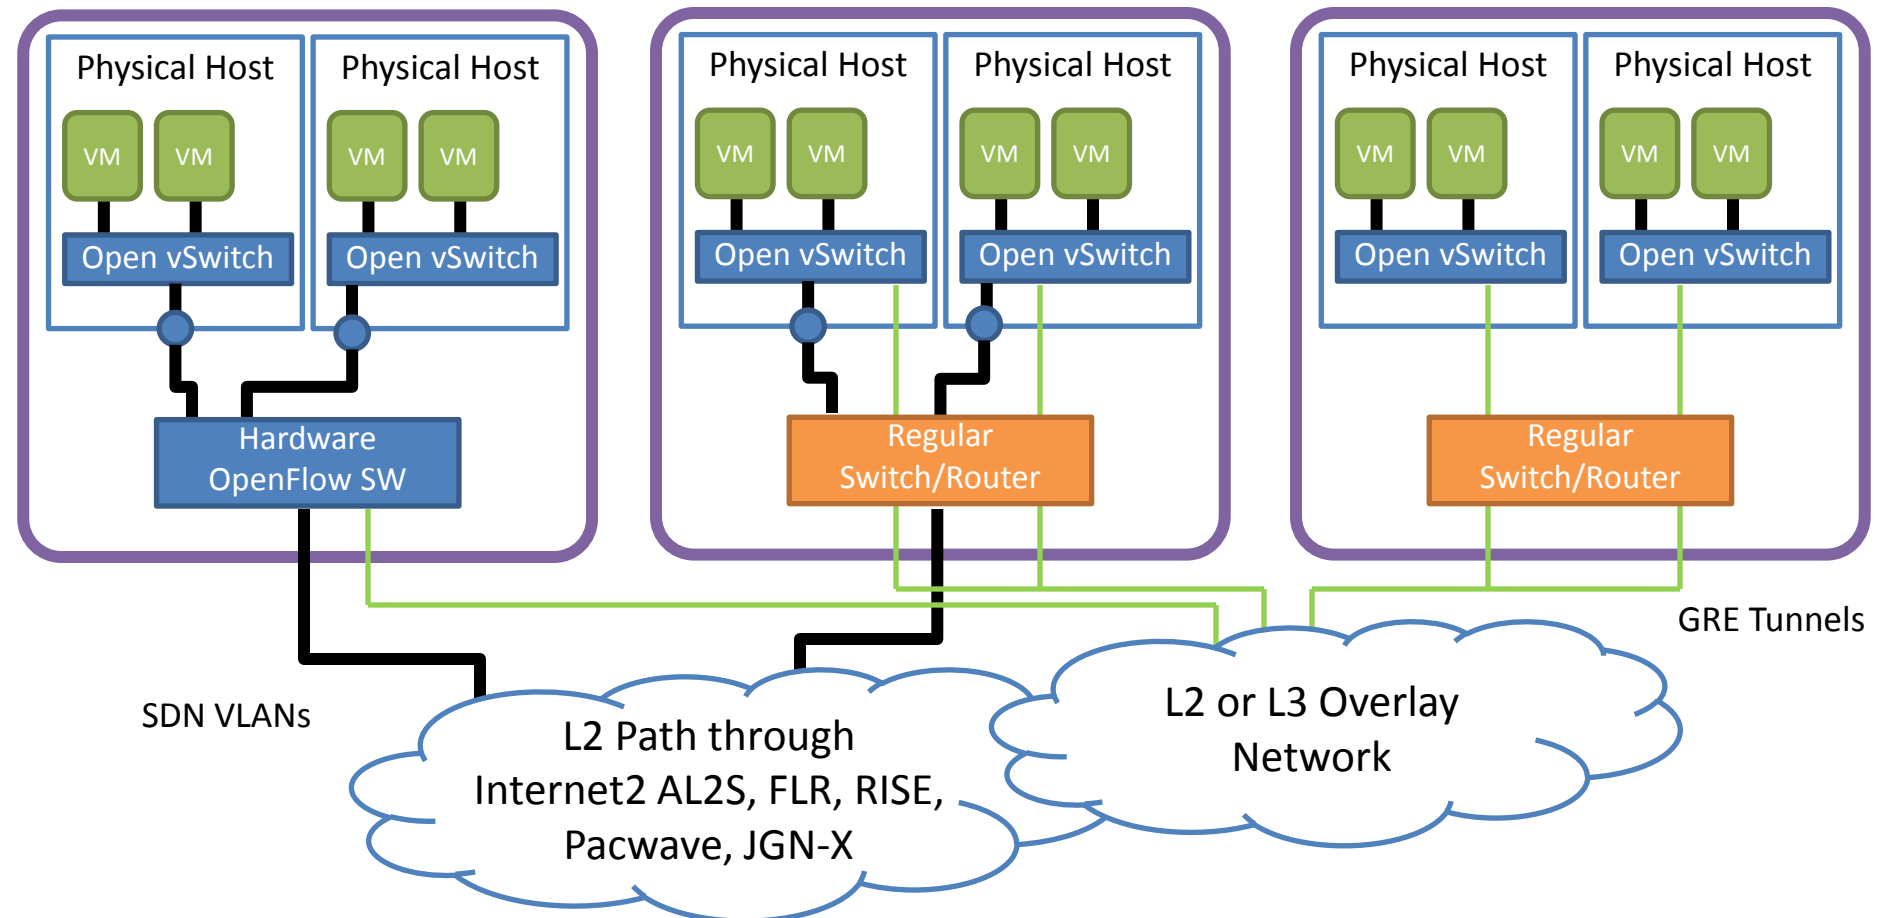 Physical Host
Physical Host
VM
VM
VM
VM
Open vSwitch
Open vSwitch
Hardware
OpenFlow SW
Physical Host
Physical Host
VM
VM
VM
VM
Open vSwitch
Open vSwitch
Regular
Switch/Router
Physical Host
Physical Host
VM
VM
VM
VM
Open vSwitch
Open vSwitch
Regular
Switch/Router
GRE Tunnels
SDN VLANs
L2 Path through
Internet2 AL2S, FLR, RISE,
Pacwave, JGN-X
L2 or L3 Overlay
Network